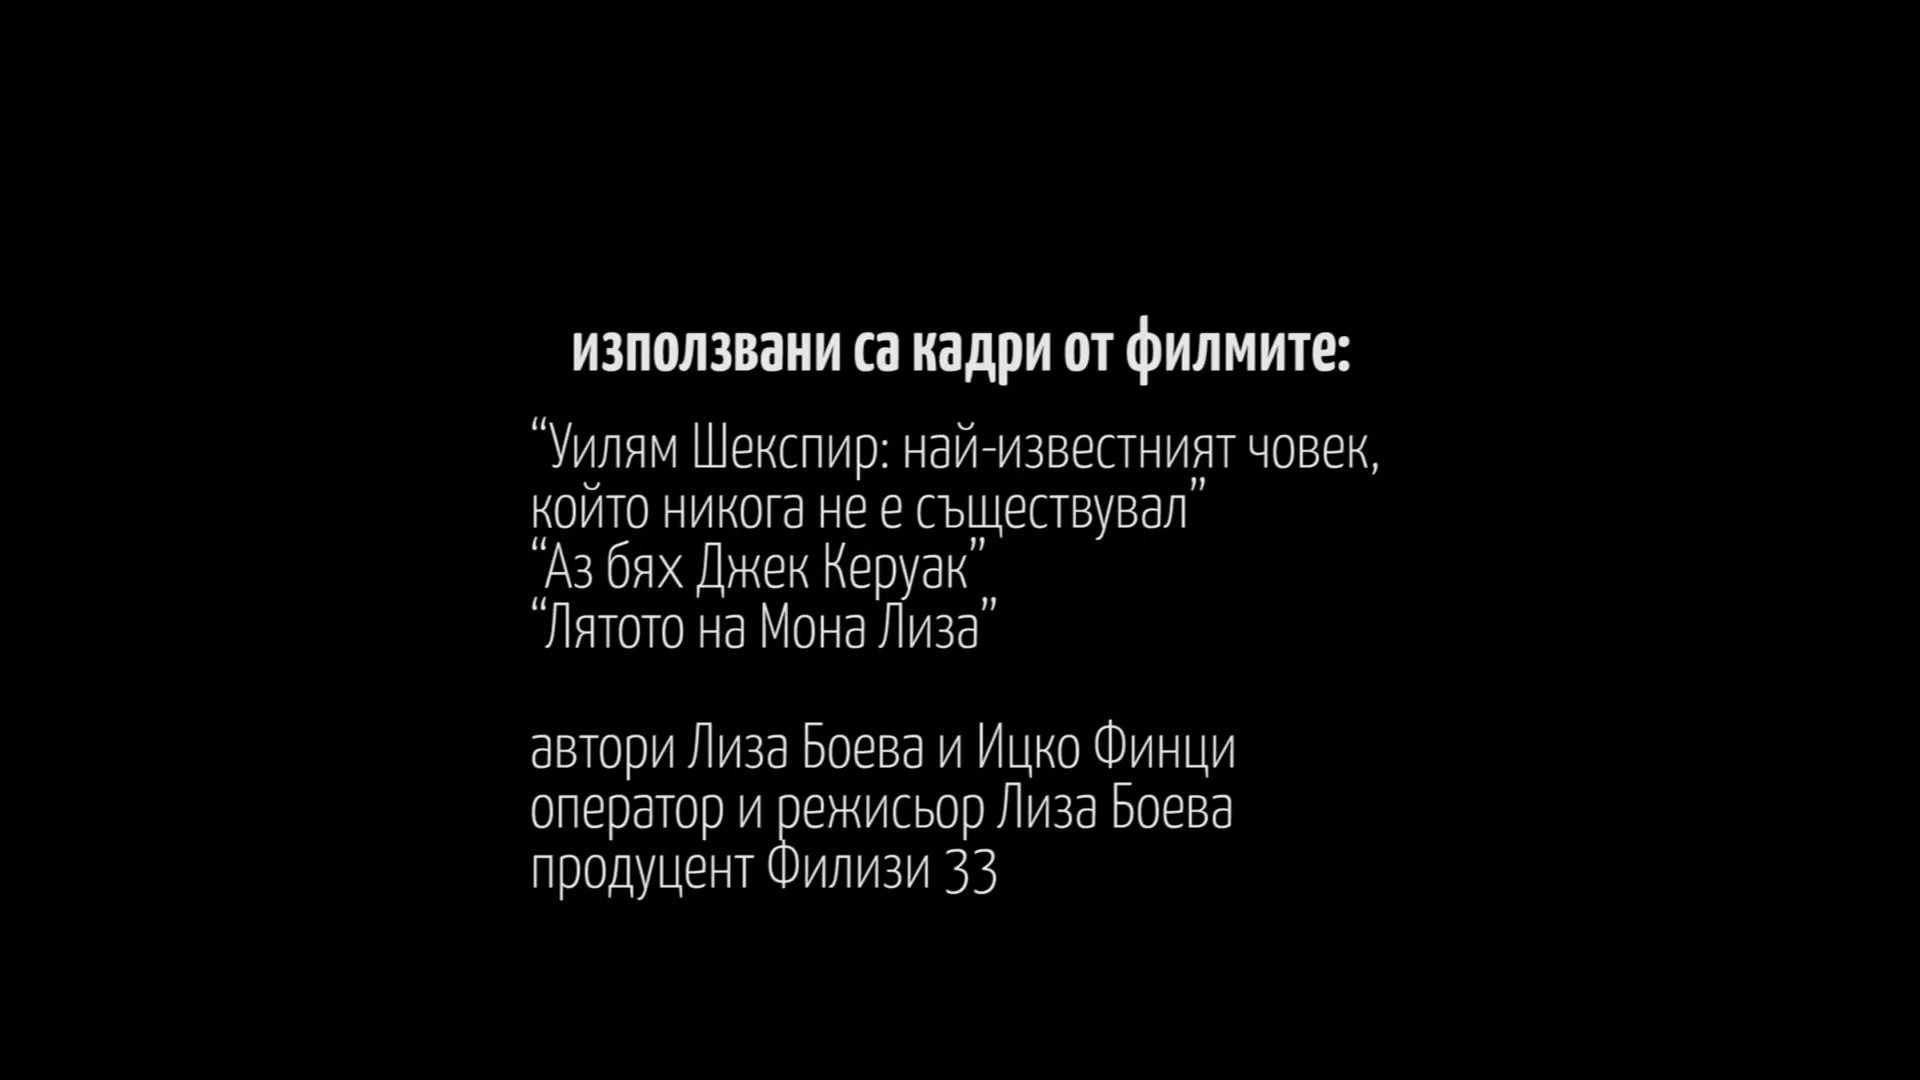 използвани са кадри от филмите:
“Уилям Шекспир: най-известният човек,
който никога не е съществувал”
“Аз бях Джек Керуак”
“Лятото на Мона Лиза”
автори Лиза Боева и Ицко Финци
оператор и режисьор Лиза Боева
продуцент Филизи 33